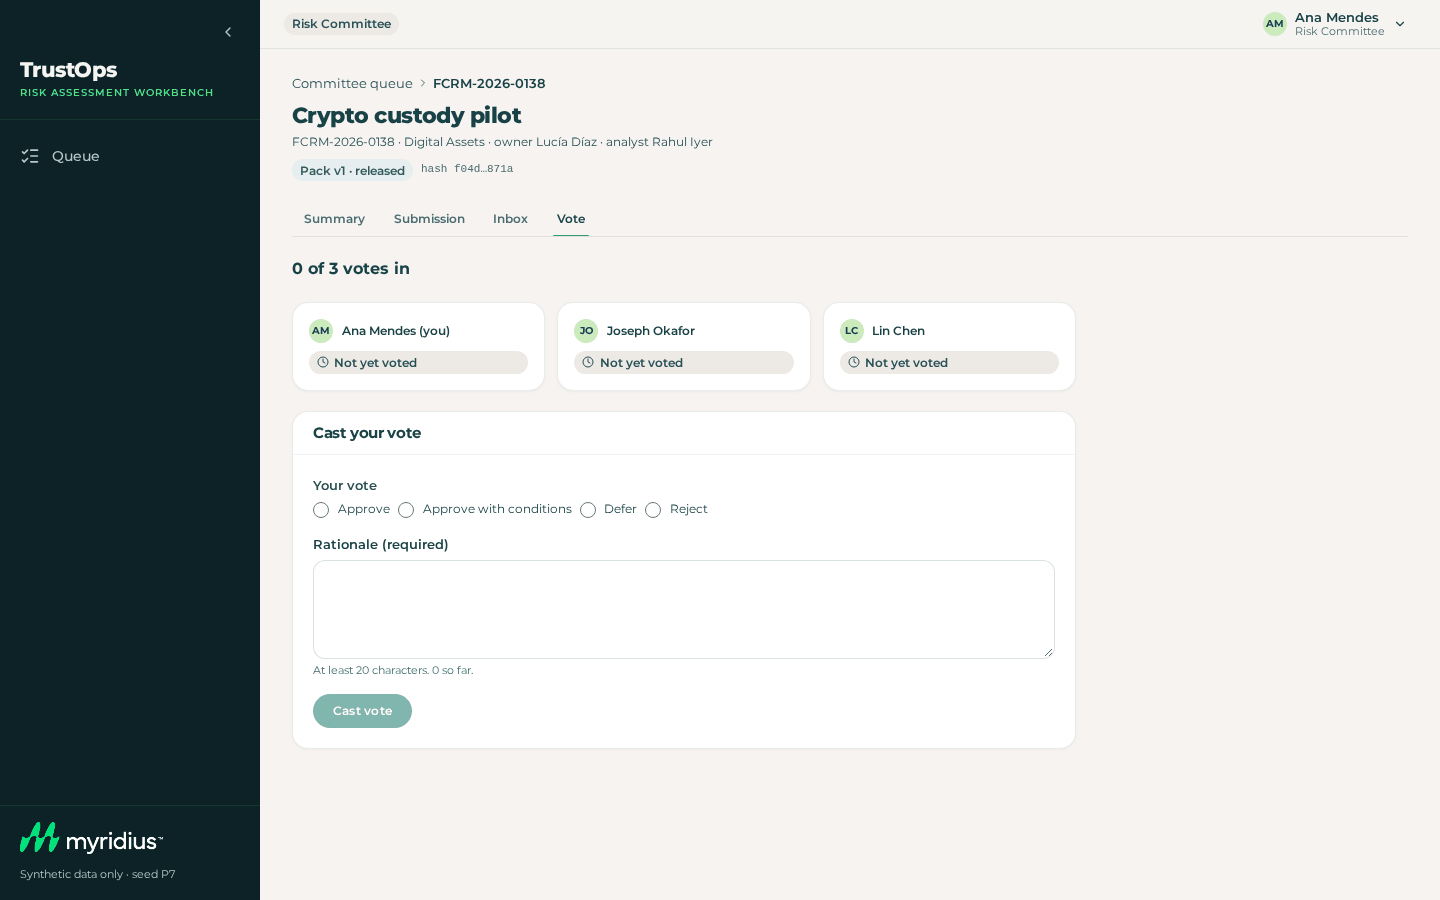 Risk Committee
AM
Ana Mendes
Risk Committee
TrustOps
RISK ASSESSMENT WORKBENCH
Queue
Committee queue
FCRM-2026-0138
Crypto custody pilot
FCRM-2026-0138 · Digital Assets · owner Lucía Díaz · analyst Rahul Iyer
Pack v1 · released
hash f04d…871a
Summary
Submission
Inbox
Vote
0 of 3 votes in
AM
Ana Mendes (you)
Not yet voted
JO
Joseph Okafor
Not yet voted
LC
Lin Chen
Not yet voted
Cast your vote
Your vote
Approve
Approve with conditions
Defer
Reject
Rationale (required)
At least 20 characters. 0 so far.
Cast vote
myridius™
Synthetic data only · seed P7